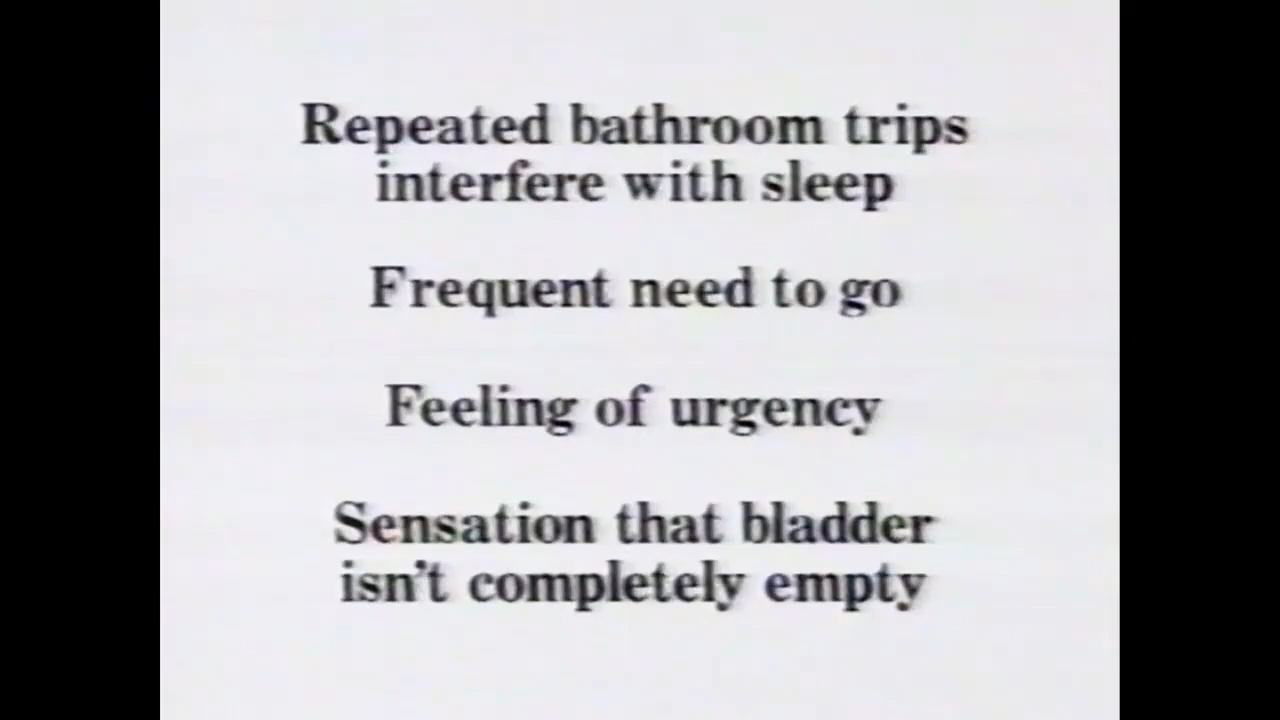 Repeated bathroom trips
interfere with sleep
Frequent need to go
Feeling of urgency
Sensation that bladder
isn't completely empty